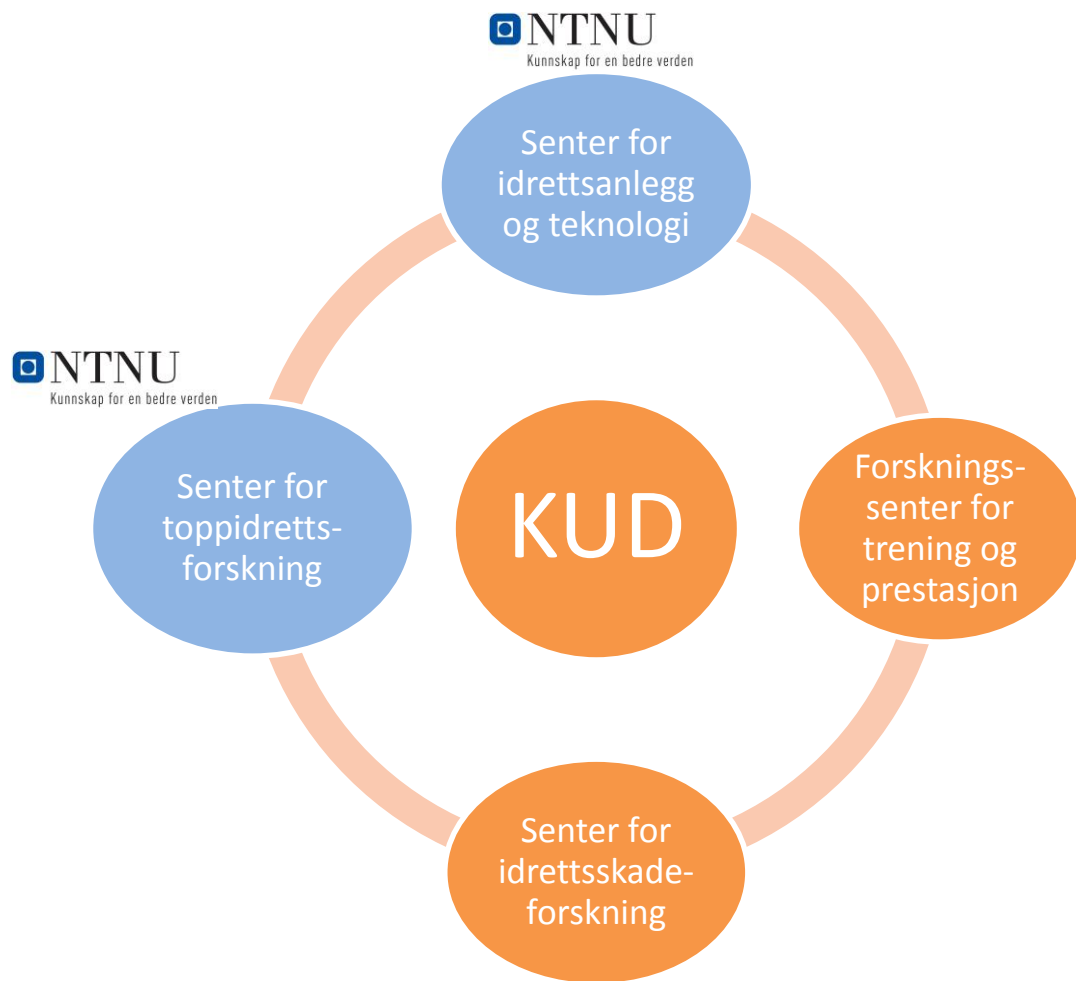 NTNU
Kunnskap for en bedre verden
Senter for
idrettsanlegg
og teknologi
NTNU
Kunnskap for en bedre verden
Senter for
toppidretts-
forskning
KUD
Forsknings-
senter for
trening og
prestasjon
Senter for
idrettsskade-
forskning